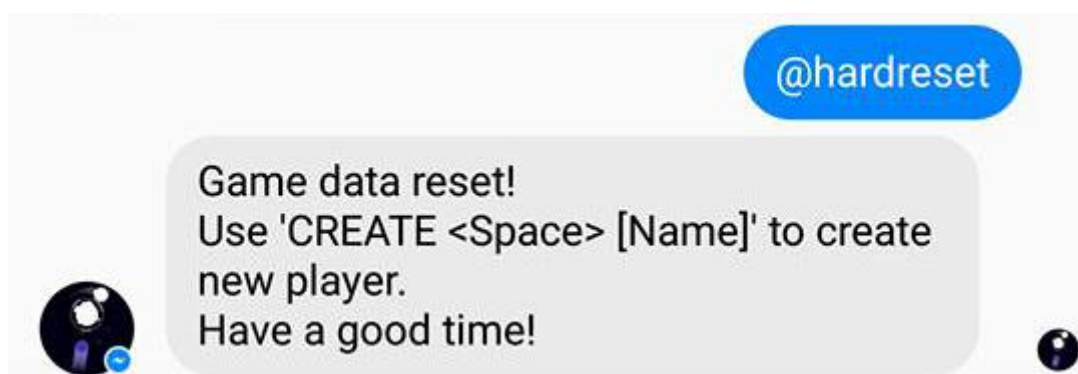 @hardreset
Game data reset!
Use 'CREATE <Space> [Name]' to create
new player.
Have a good time!